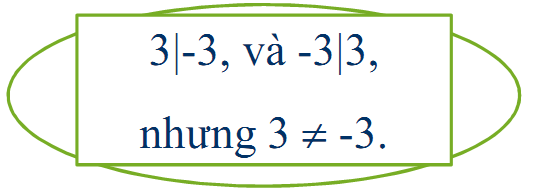 3|-3, và -3|3,
nhưng 3 ≠ -3.